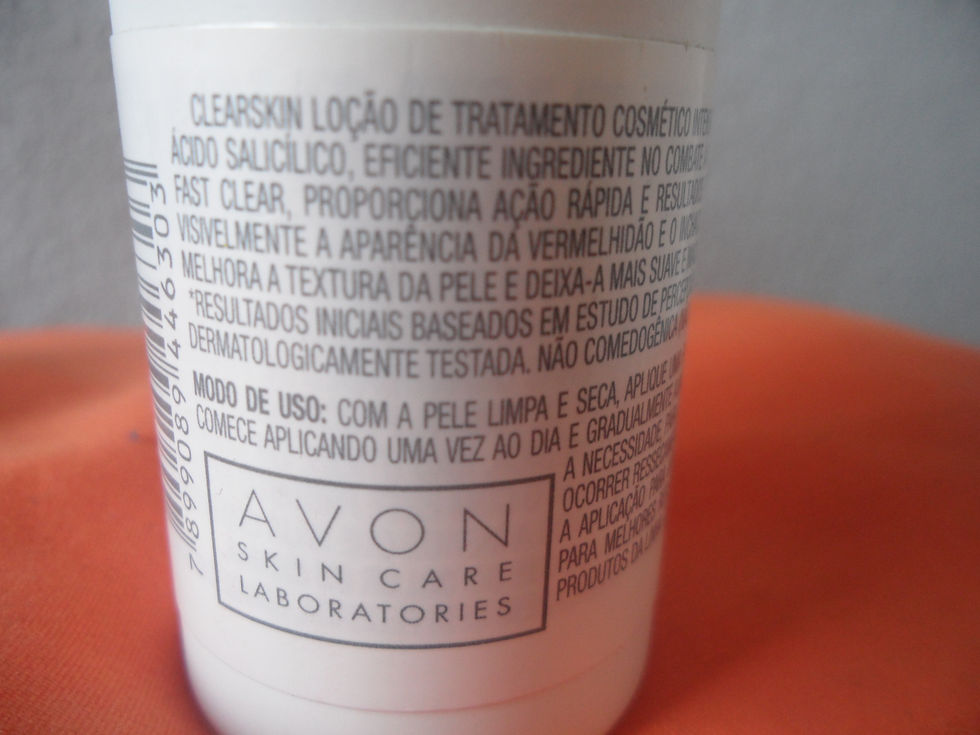 CLEARSKIN LOÇÃO DE TRATAMENTO COSMÉTICO
ÁCIDO SALICÍLICO, EFICIENTE INGREDIENTE NO COMBATE
FAST CLEAR, PROPORCIONA AÇÃO RÁPIDA E
VISIVELMENTE A APARÊNCIA DA VERMELHIDÃO E O
MELHORA A TEXTURA DA PELE E DEIXA-A MAIS SUAVE E
*RESULTADOS INICIAIS BASEADOS EM ESTUDO DE
DERMATOLOGICAMENTE TESTADA. NÃO COMEDOGÊNICA
MODO DE USO: COM A PELE LIMPA E SECA, APLIQUE
COMECE APLICANDO UMA VEZ AO DIA E GRADUALMENTE
A NECESSIDADE,
OCORRER
A APLICAÇÃO
PARA MELHORES
PRODUTOS DA
AVON
SKIN CARE
LABORATORIES
7 899089 446303